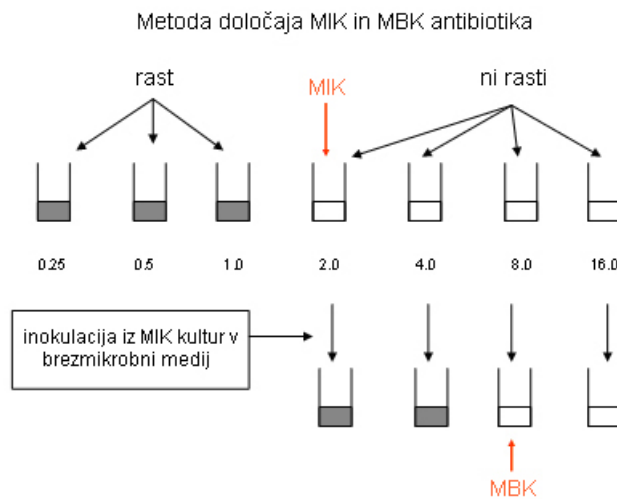 Metoda določaja MIK in MBK antibiotika
rast
MIK
ni rasti
0.25 0.5 1.0 2.0 4.0 8.0 16.0
inokulacija iz MIK kultur v
brezmikrobni medij
MBK